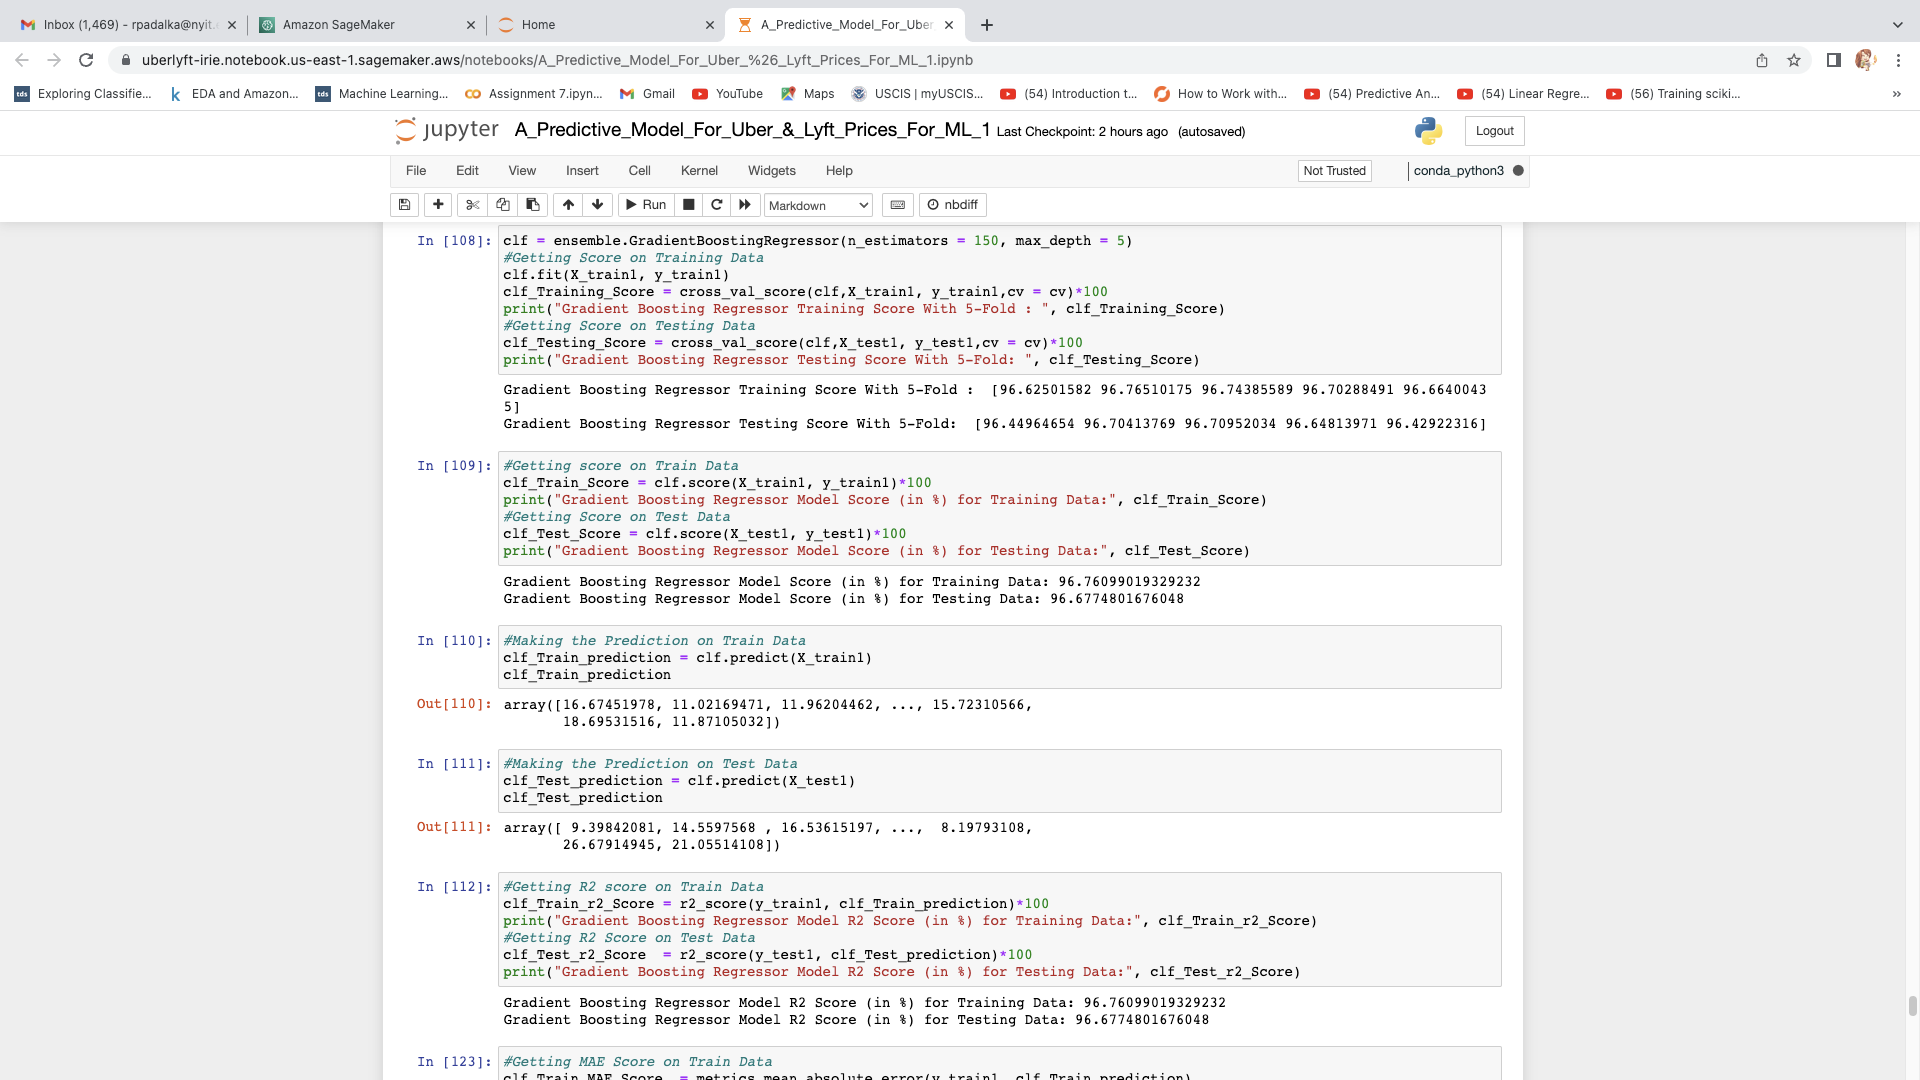 Inbox (1,469) - rpadalka@nyit.
Amazon SageMaker
Home
A_Predictive_Model_For_Uber
uberlyft-irie.notebook.us-east-1.sagemaker.aws/notebooks/A_Predictive_Model_For_Uber_%26_Lyft_Prices_For_ML_1.ipynb
tds Exploring Classifie... EDA and Amazon... tds Machine Learning... Assignment 7.ipyn... Gmail YouTube Maps USCIS | myUSCIS... (54) Introduction t... How to Work with... (54) Predictive An... (54) Linear Regre... (56) Training sciki... »
jupyter A_Predictive_Model_For_Uber_&_Lyft_Prices_For_ML_1 Last Checkpoint: 2 hours ago (autosaved) Logout
File Edit View Insert Cell Kernel Widgets Help Not Trusted conda_python3
Run Markdown nbdiff
In [108]: clf = ensemble.GradientBoostingRegressor(n_estimators = 150, max_depth = 5)
#Getting Score on Training Data
clf.fit(X_train1, y_train1)
clf_Training_Score = cross_val_score(clf,X_train1, y_train1,cv = cv)*100
print("Gradient Boosting Regressor Training Score With 5-Fold : ", clf_Training_Score)
#Getting Score on Testing Data
clf_Testing_Score = cross_val_score(clf,X_test1, y_test1,cv = cv)*100
print("Gradient Boosting Regressor Testing Score With 5-Fold: ", clf_Testing_Score)
Gradient Boosting Regressor Training Score With 5-Fold :  [96.62501582 96.76510175 96.74385589 96.70288491 96.6640043
5]
Gradient Boosting Regressor Testing Score With 5-Fold:  [96.44964654 96.70413769 96.70952034 96.64813971 96.42922316]
In [109]: #Getting score on Train Data
clf_Train_Score = clf.score(X_train1, y_train1)*100
print("Gradient Boosting Regressor Model Score (in %) for Training Data:", clf_Train_Score)
#Getting Score on Test Data
clf_Test_Score = clf.score(X_test1, y_test1)*100
print("Gradient Boosting Regressor Model Score (in %) for Testing Data:", clf_Test_Score)
Gradient Boosting Regressor Model Score (in %) for Training Data: 96.76099019329232
Gradient Boosting Regressor Model Score (in %) for Testing Data: 96.6774801676048
In [110]: #Making the Prediction on Train Data
clf_Train_prediction = clf.predict(X_train1)
clf_Train_prediction
Out[110]: array([16.67451978, 11.02169471, 11.96204462, ..., 15.72310566,
18.69531516, 11.87105032])
In [111]: #Making the Prediction on Test Data
clf_Test_prediction = clf.predict(X_test1)
clf_Test_prediction
Out[111]: array([ 9.39842081, 14.5597568 , 16.53615197, ...,  8.19793108,
26.67914945, 21.05514108])
In [112]: #Getting R2 score on Train Data
clf_Train_r2_Score = r2_score(y_train1, clf_Train_prediction)*100
print("Gradient Boosting Regressor Model R2 Score (in %) for Training Data:", clf_Train_r2_Score)
#Getting R2 Score on Test Data
clf_Test_r2_Score  = r2_score(y_test1, clf_Test_prediction)*100
print("Gradient Boosting Regressor Model R2 Score (in %) for Testing Data:", clf_Test_r2_Score)
Gradient Boosting Regressor Model R2 Score (in %) for Training Data: 96.76099019329232
Gradient Boosting Regressor Model R2 Score (in %) for Testing Data: 96.6774801676048
In [123]: #Getting MAE Score on Train Data
clf_Train_MAE_Score  = metrics.mean_absolute_error(y_train1, clf_Train_prediction)